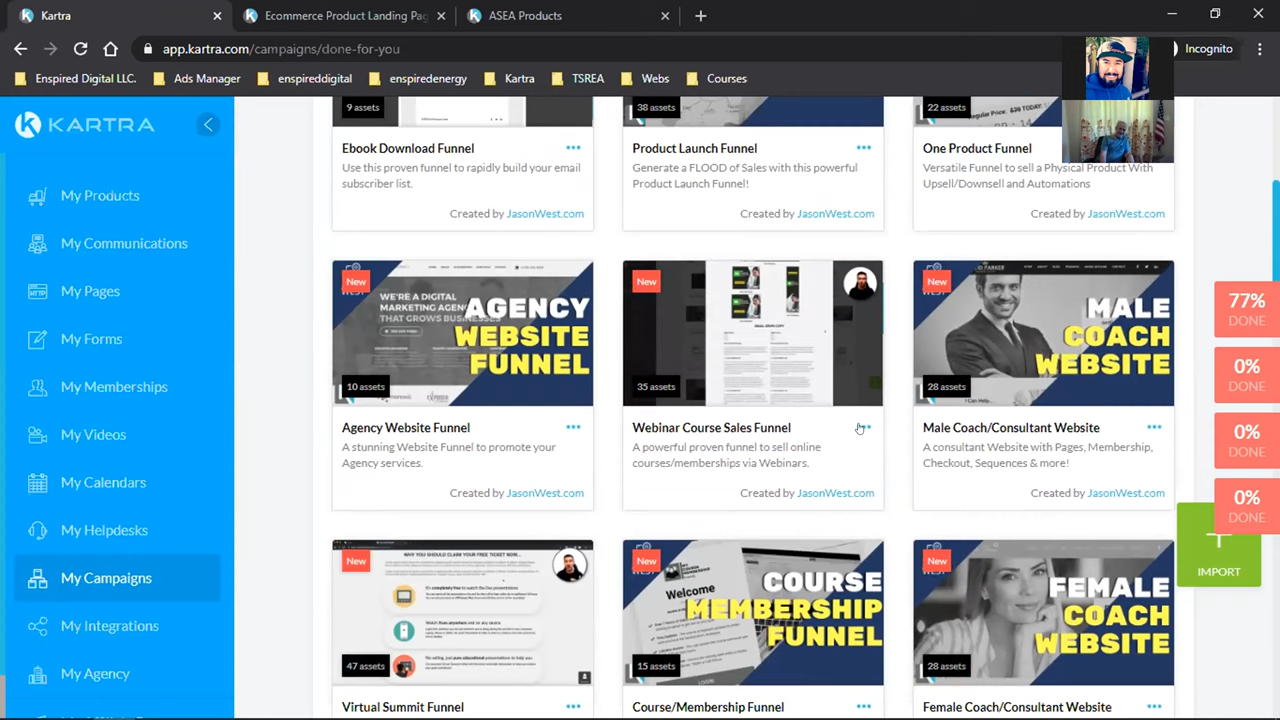 Kartra
Ecommerce Product Landing Pag
ASEA Products
app.kartra.com/campaigns/done-for-you
Incognito
Enspired Digital LLC.
Ads Manager
enspireddigital
enspiredenergy
Kartra
TSREA
Webs
Courses
KARTRA
My Products
My Communications
My Pages
My Forms
My Memberships
My Videos
My Calendars
My Helpdesks
My Campaigns
My Integrations
My Agency
9 assets
Ebook Download Funnel
Use this proven funnel to rapidly build your email
subscriber list.
Created by JasonWest.com
38 assets
Product Launch Funnel
Generate a FLOOD of Sales with this powerful
Product Launch Funnel!
Created by JasonWest.com
22 assets
One Product Funnel
Versatile Funnel to sell a Physical Product With
Upsell/Downsell and Automations
Created by JasonWest.com
New
WE'RE A DIGITAL
MARKETING AGENCY
THAT GROWS BUSINESSES
AGENCY
WEBSITE
FUNNEL
10 assets
Agency Website Funnel
A stunning Website Funnel to promote your
Agency services.
Created by JasonWest.com
New
35 assets
Webinar Course Sales Funnel
A powerful proven funnel to sell online
courses/memberships via Webinars.
Created by JasonWest.com
New
MALE
COACH
WEBSITE
28 assets
Male Coach/Consultant Website
A consultant Website with Pages, Membership,
Checkout, Sequences & more!
Created by JasonWest.com
New
WHY YOU SHOULD CLAIM YOUR FREE TICKET NOW...
47 assets
Virtual Summit Funnel
New
Welcome
COURSE
MEMBERSHIP
FUNNEL
15 assets
Course/Membership Funnel
New
FEMALE
COACH
WEBSITE
28 assets
Female Coach/Consultant Website
77%
DONE
0%
DONE
0%
DONE
0%
DONE
IMPORT